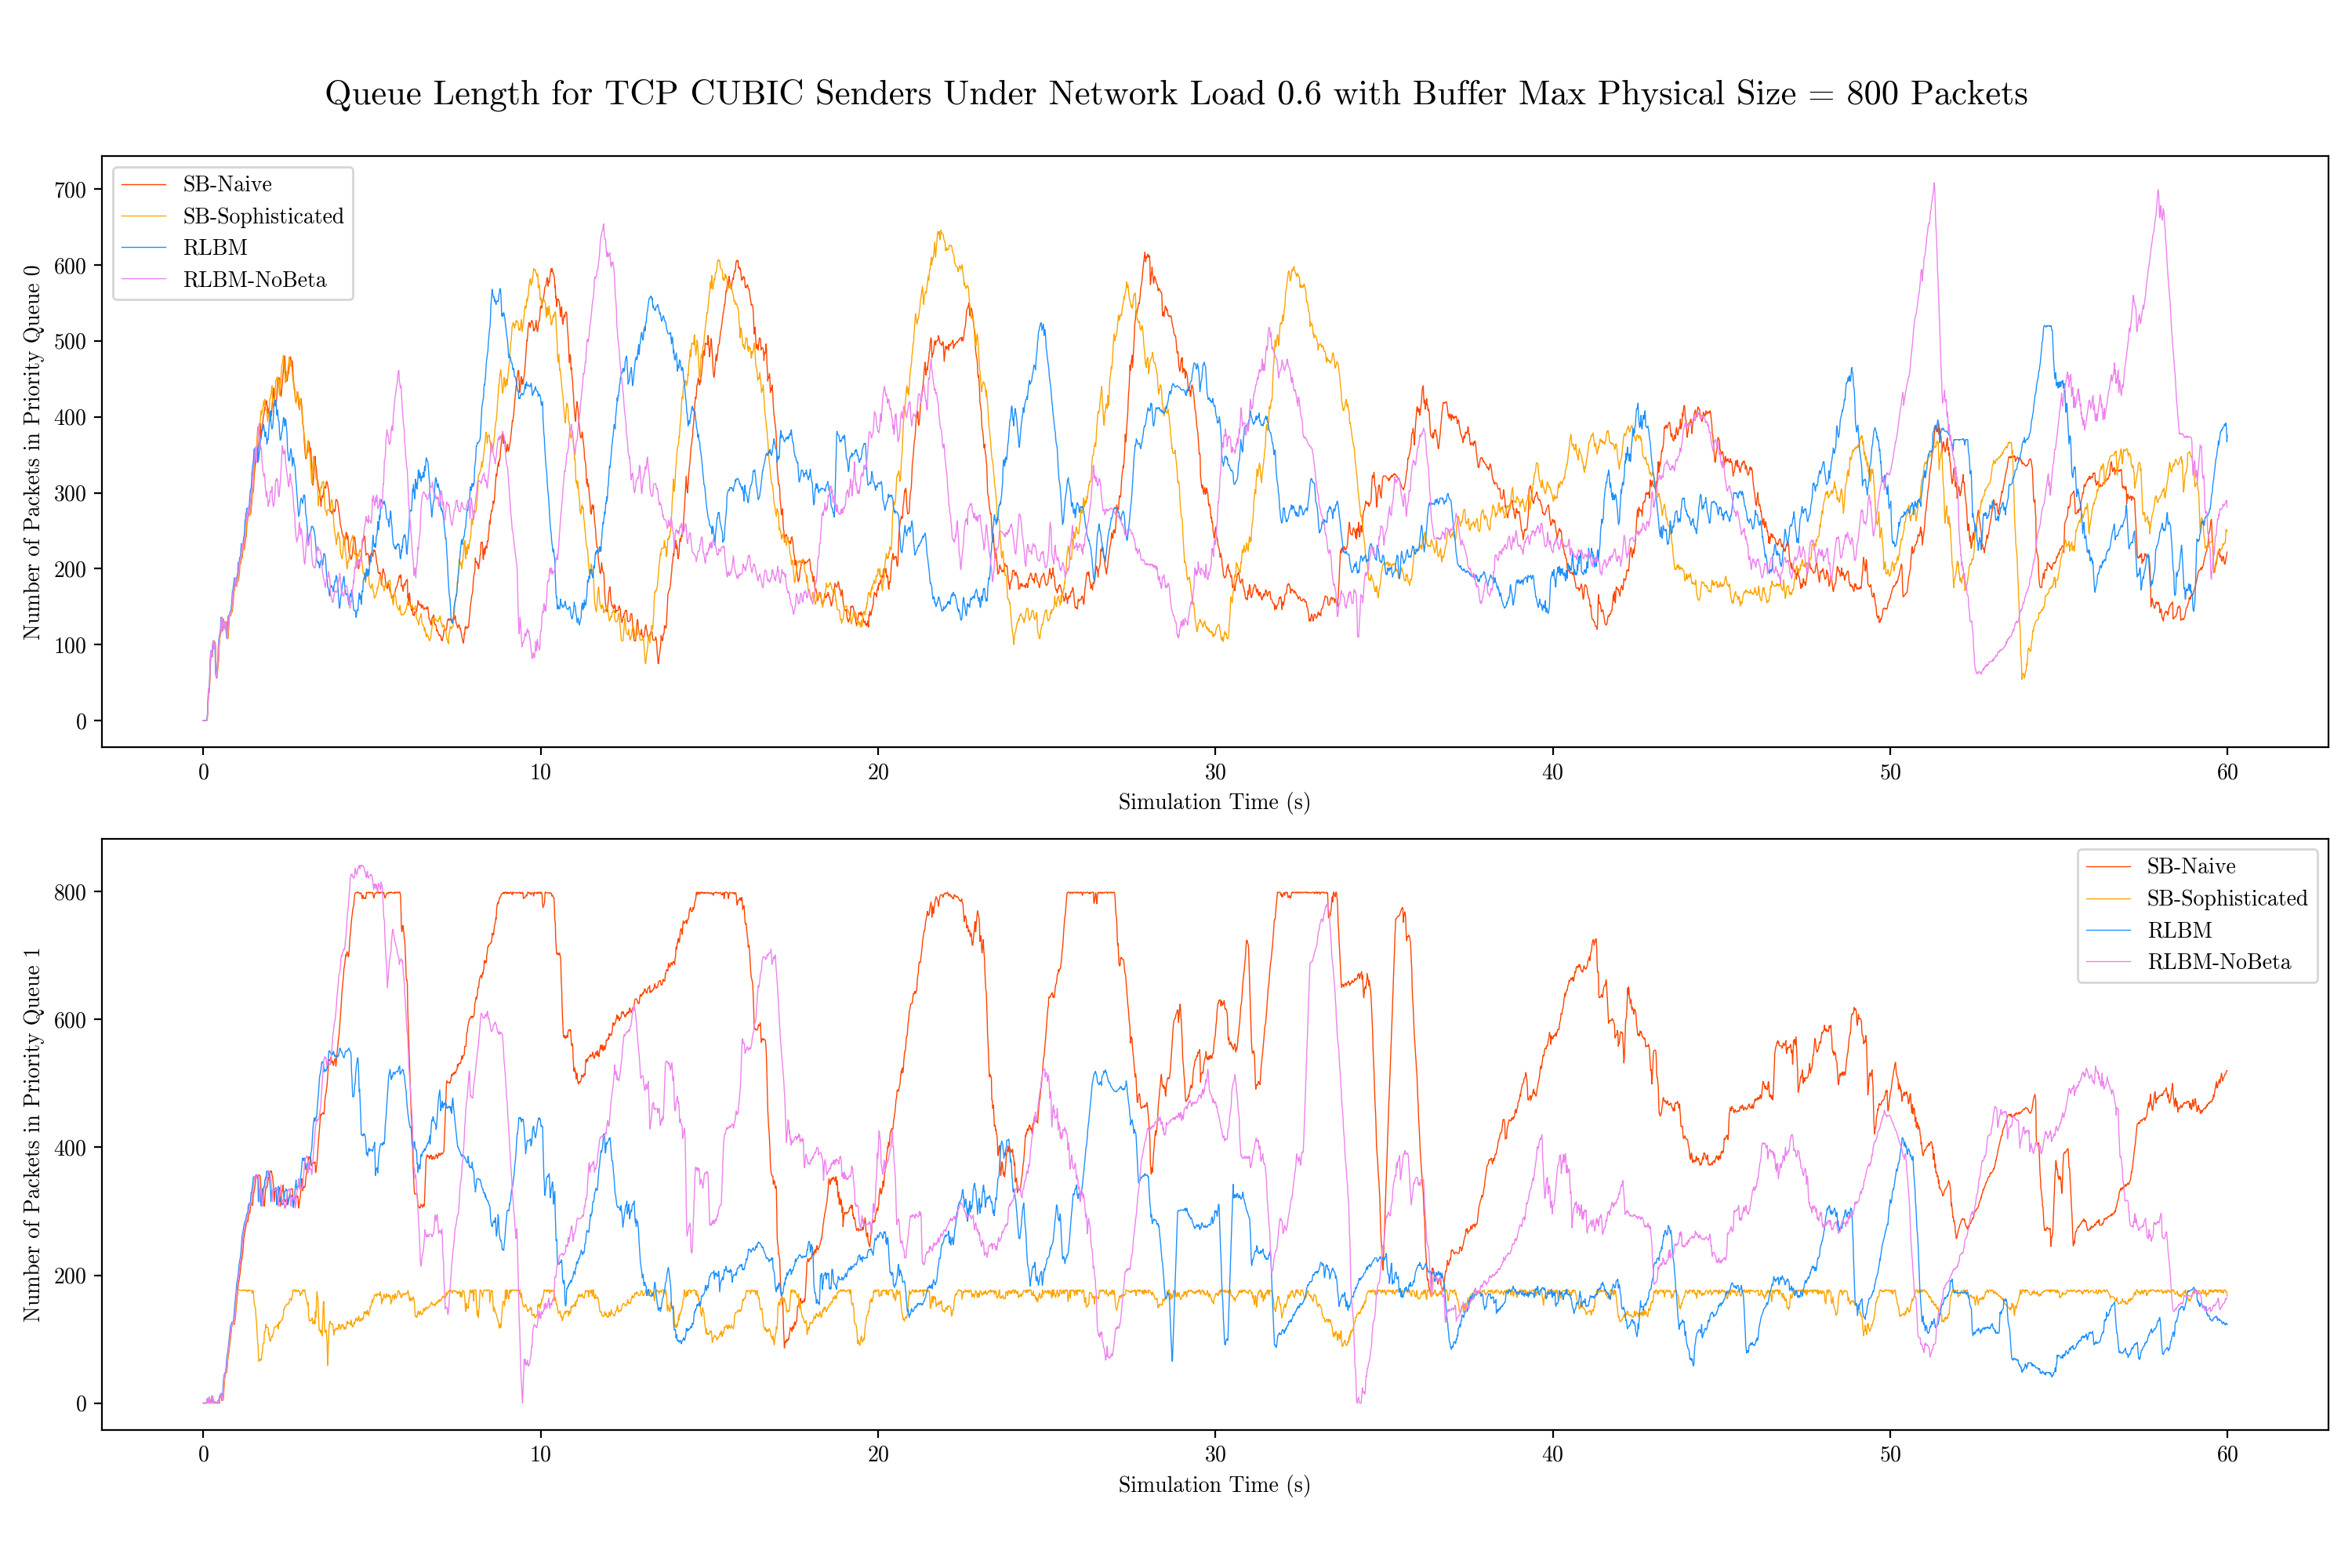 Queue Length for TCP CUBIC Senders Under Network Load 0.6 with Buffer Max Physical Size = 800 Packets
SB-Naive
SB-Sophisticated
RLBM
RLBM-NoBeta
Number of Packets in Priority Queue 0
700
600
500
400
300
200
100
0
0 10 20 30 40 50 60
Simulation Time (s)
SB-Naive
SB-Sophisticated
RLBM
RLBM-NoBeta
Number of Packets in Priority Queue 1
800
600
400
200
0
0 10 20 30 40 50 60
Simulation Time (s)